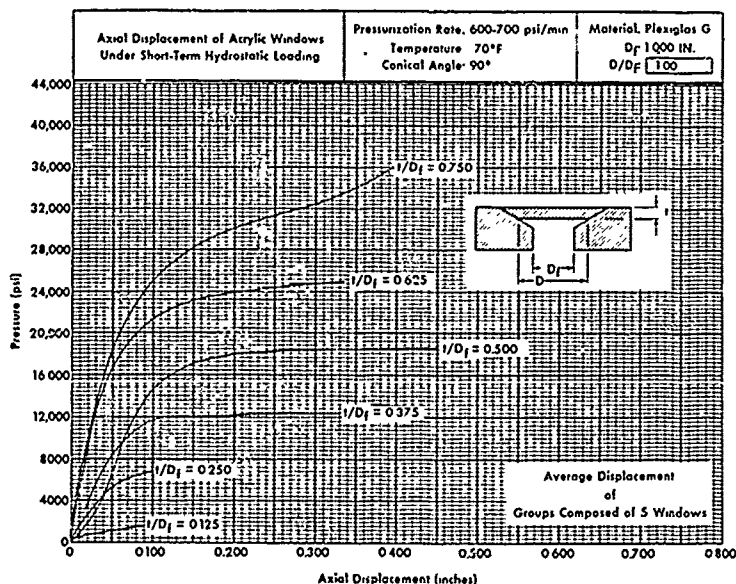 Axial Displacement of Acrylic Windows
Under Short-Term Hydrostatic Loading
Pressurization Rate, 600-700 psi/min
Temperature 70°F
Conical Angle· 90°
Material, Plexiglas G
DF 1 000 IN.
D/DF 1 00
44,000
44,000
36,000
32,000
28,000
24,000
20,000
16 000
12,000
8000
4000
0
Pressure (psi)
t/Df = 0.750
t/Df = 0.625
t/Df = 0.500
t/Df = 0 375
t/Df = 0 250
t/Df = 0 125
t
Df
D
Average Displacement
of
Groups Composed of 5 Windows
0
0.100
0.200
0.300
0.400
0.500
0 600
0.700
0.800
Axial Displacement (inches)